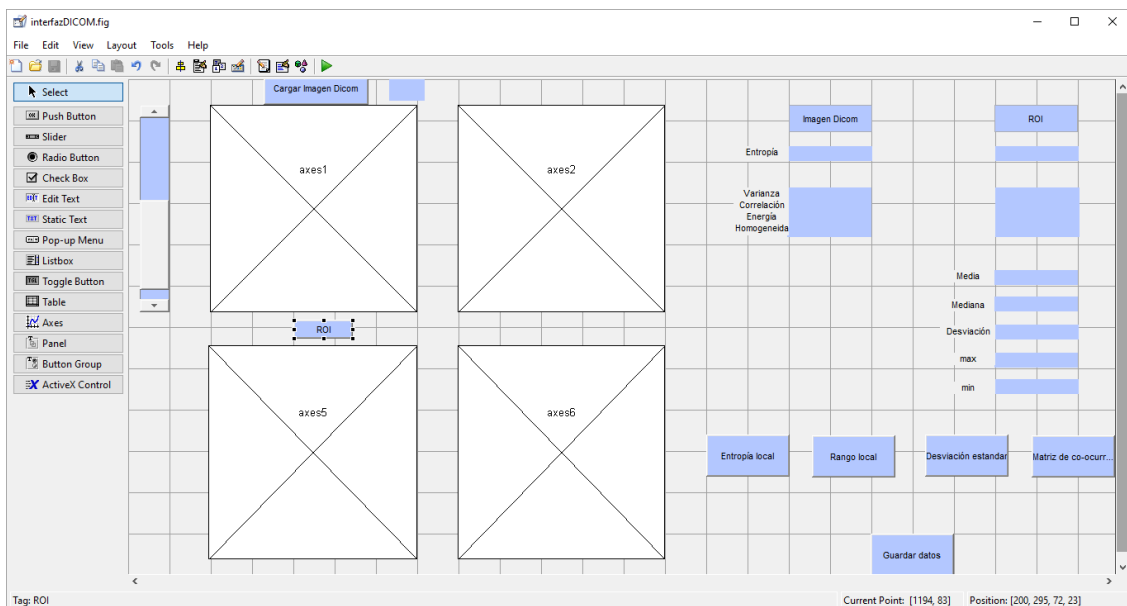 interfazDICOM.fig
File Edit View Layout Tools Help
Select
Push Button
Slider
Radio Button
Check Box
Edit Text
Static Text
Pop-up Menu
Listbox
Toggle Button
Table
Axes
Panel
Button Group
ActiveX Control
Cargar Imagen Dicom
axes1
axes2
ROI
axes5
axes6
Imagen Dicom
ROI
Entropía
Varianza
Correlación
Energía
Homogeneida
Media
Mediana
Desviación
max
min
Entropía local
Rango local
Desviación estandar
Matriz de co-ocurr...
Guardar datos
Tag: ROI
Current Point: [1194, 83] Position: [200, 295, 72, 23]